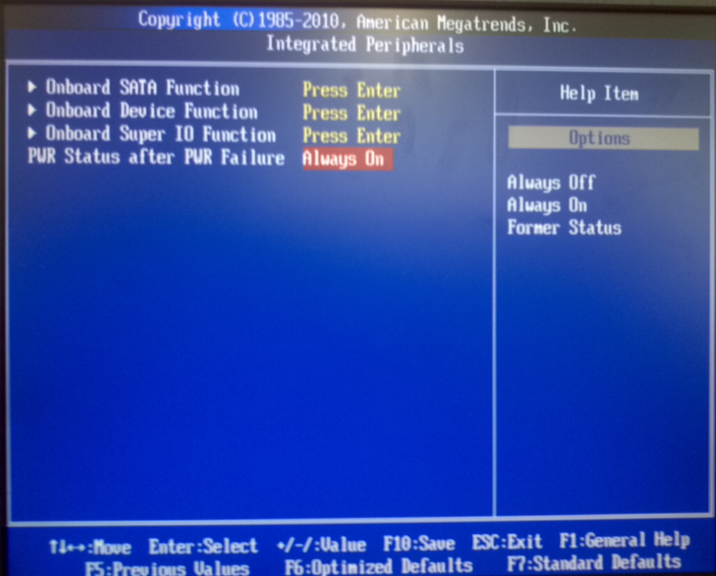 Copyright (C)1985-2010, American Megatrends, Inc.
Integrated Peripherals
▶ Onboard SATA Function Press Enter
▶ Onboard Device Function Press Enter
▶ Onboard Super IO Function Press Enter
PWR Status after PWR Failure Always On
Help Item
Options
Always Off
Always On
Former Status
↑↓←→:Move Enter:Select +/-/:Value F10:Save ESC:Exit F1:General Help
F5:Previous Values F6:Optimized Defaults F7:Standard Defaults